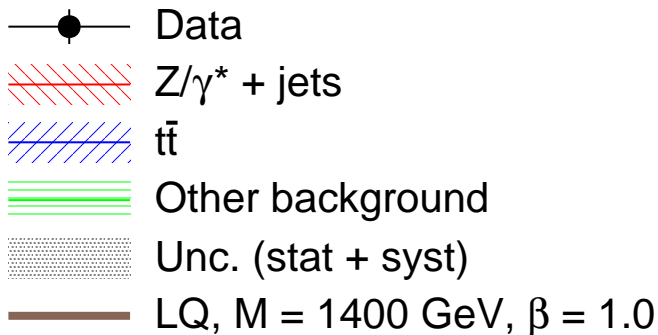 Data
Z/γ* + jets
tt̄
Other background
Unc. (stat + syst)
LQ, M = 1400 GeV, β = 1.0